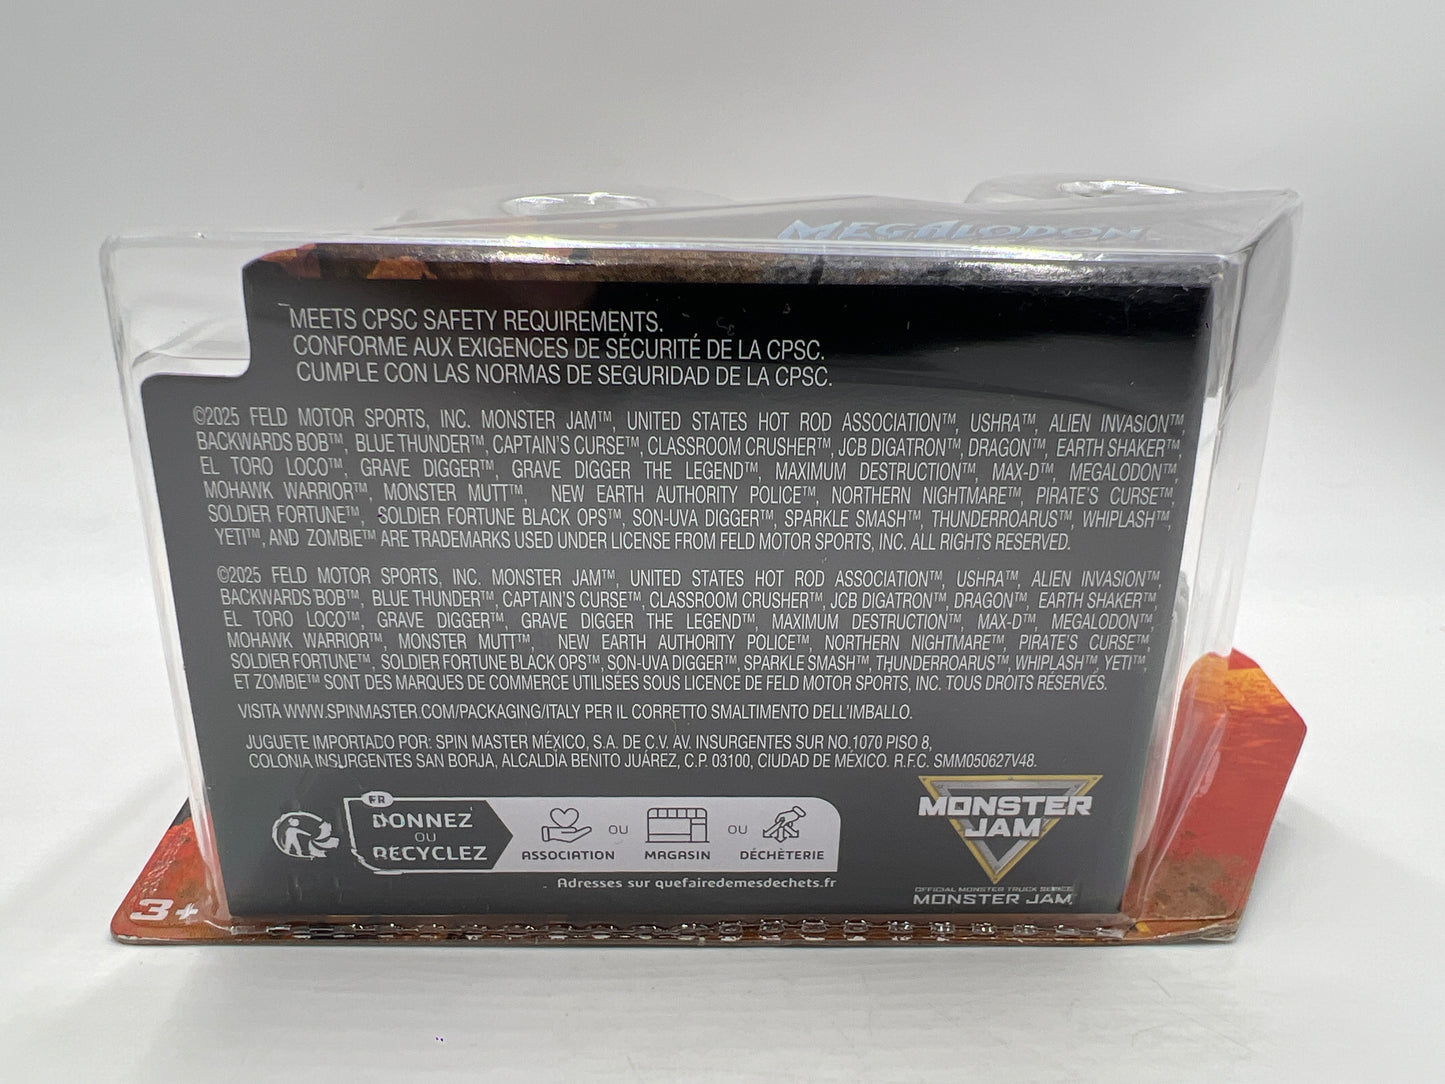 MEGALODON
MEETS CPSC SAFETY REQUIREMENTS.
CONFORME AUX EXIGENCES DE SÉCURITÉ DE LA CPSC.
CUMPLE CON LAS NORMAS DE SEGURIDAD DE LA CPSC.
©2025 FELD MOTOR SPORTS, INC. MONSTER JAM™, UNITED STATES HOT ROD ASSOCIATION™, USHRA™, ALIEN INVASION™,
BACKWARDS BOB™, BLUE THUNDER™, CAPTAIN'S CURSE™, CLASSROOM CRUSHER™, JCB DIGATRON™, DRAGON™, EARTH SHAKER™,
EL TORO LOCO™, GRAVE DIGGER™, GRAVE DIGGER THE LEGEND™, MAXIMUM DESTRUCTION™, MAX-D™, MEGALODON™,
MOHAWK WARRIOR™, MONSTER MUTT™, NEW EARTH AUTHORITY POLICE™, NORTHERN NIGHTMARE™, PIRATE'S CURSE™,
SOLDIER FORTUNE™, SOLDIER FORTUNE BLACK OPS™, SON-UVA DIGGER™, SPARKLE SMASH™, THUNDERROARUS™, WHIPLASH™,
YETI™, AND ZOMBIE™ ARE TRADEMARKS USED UNDER LICENSE FROM FELD MOTOR SPORTS, INC. ALL RIGHTS RESERVED.
©2025 FELD MOTOR SPORTS, INC. MONSTER JAM™, UNITED STATES HOT ROD ASSOCIATION™, USHRA™, ALIEN INVASION™,
BACKWARDS BOB™, BLUE THUNDER™, CAPTAIN'S CURSE™, CLASSROOM CRUSHER™, JCB DIGATRON™, DRAGON™, EARTH SHAKER™,
EL TORO LOCO™, GRAVE DIGGER™, GRAVE DIGGER THE LEGEND™, MAXIMUM DESTRUCTION™, MAX-D™, MEGALODON™,
MOHAWK WARRIOR™, MONSTER MUTT™, NEW EARTH AUTHORITY POLICE™, NORTHERN NIGHTMARE™, PIRATE'S CURSE™,
SOLDIER FORTUNE™, SOLDIER FORTUNE BLACK OPS™, SON-UVA DIGGER™, SPARKLE SMASH™, THUNDERROARUS™, WHIPLASH™, YETI™,
ET ZOMBIE™ SONT DES MARQUES DE COMMERCE UTILISÉES SOUS LICENCE DE FELD MOTOR SPORTS, INC. TOUS DROITS RÉSERVÉS.
VISITA WWW.SPINMASTER.COM/PACKAGING/ITALY PER IL CORRETTO SMALTIMENTO DELL'IMBALLO.
JUGUETE IMPORTADO POR: SPIN MASTER MÉXICO, S.A. DE C.V. AV. INSURGENTES SUR NO.1070 PISO 8,
COLONIA INSURGENTES SAN BORJA, ALCALDÍA BENITO JUÁREZ, C.P. 03100, CIUDAD DE MÉXICO. R.F.C. SMM050627V48.
FR
DONNEZ
OU
RECYCLEZ
ASSOCIATION OU MAGASIN OU DÉCHÈTERIE
Adresses sur quefairedemesdechets.fr
MONSTER
JAM
OFFICIAL MONSTER TRUCK SERIES
MONSTER JAM
3+